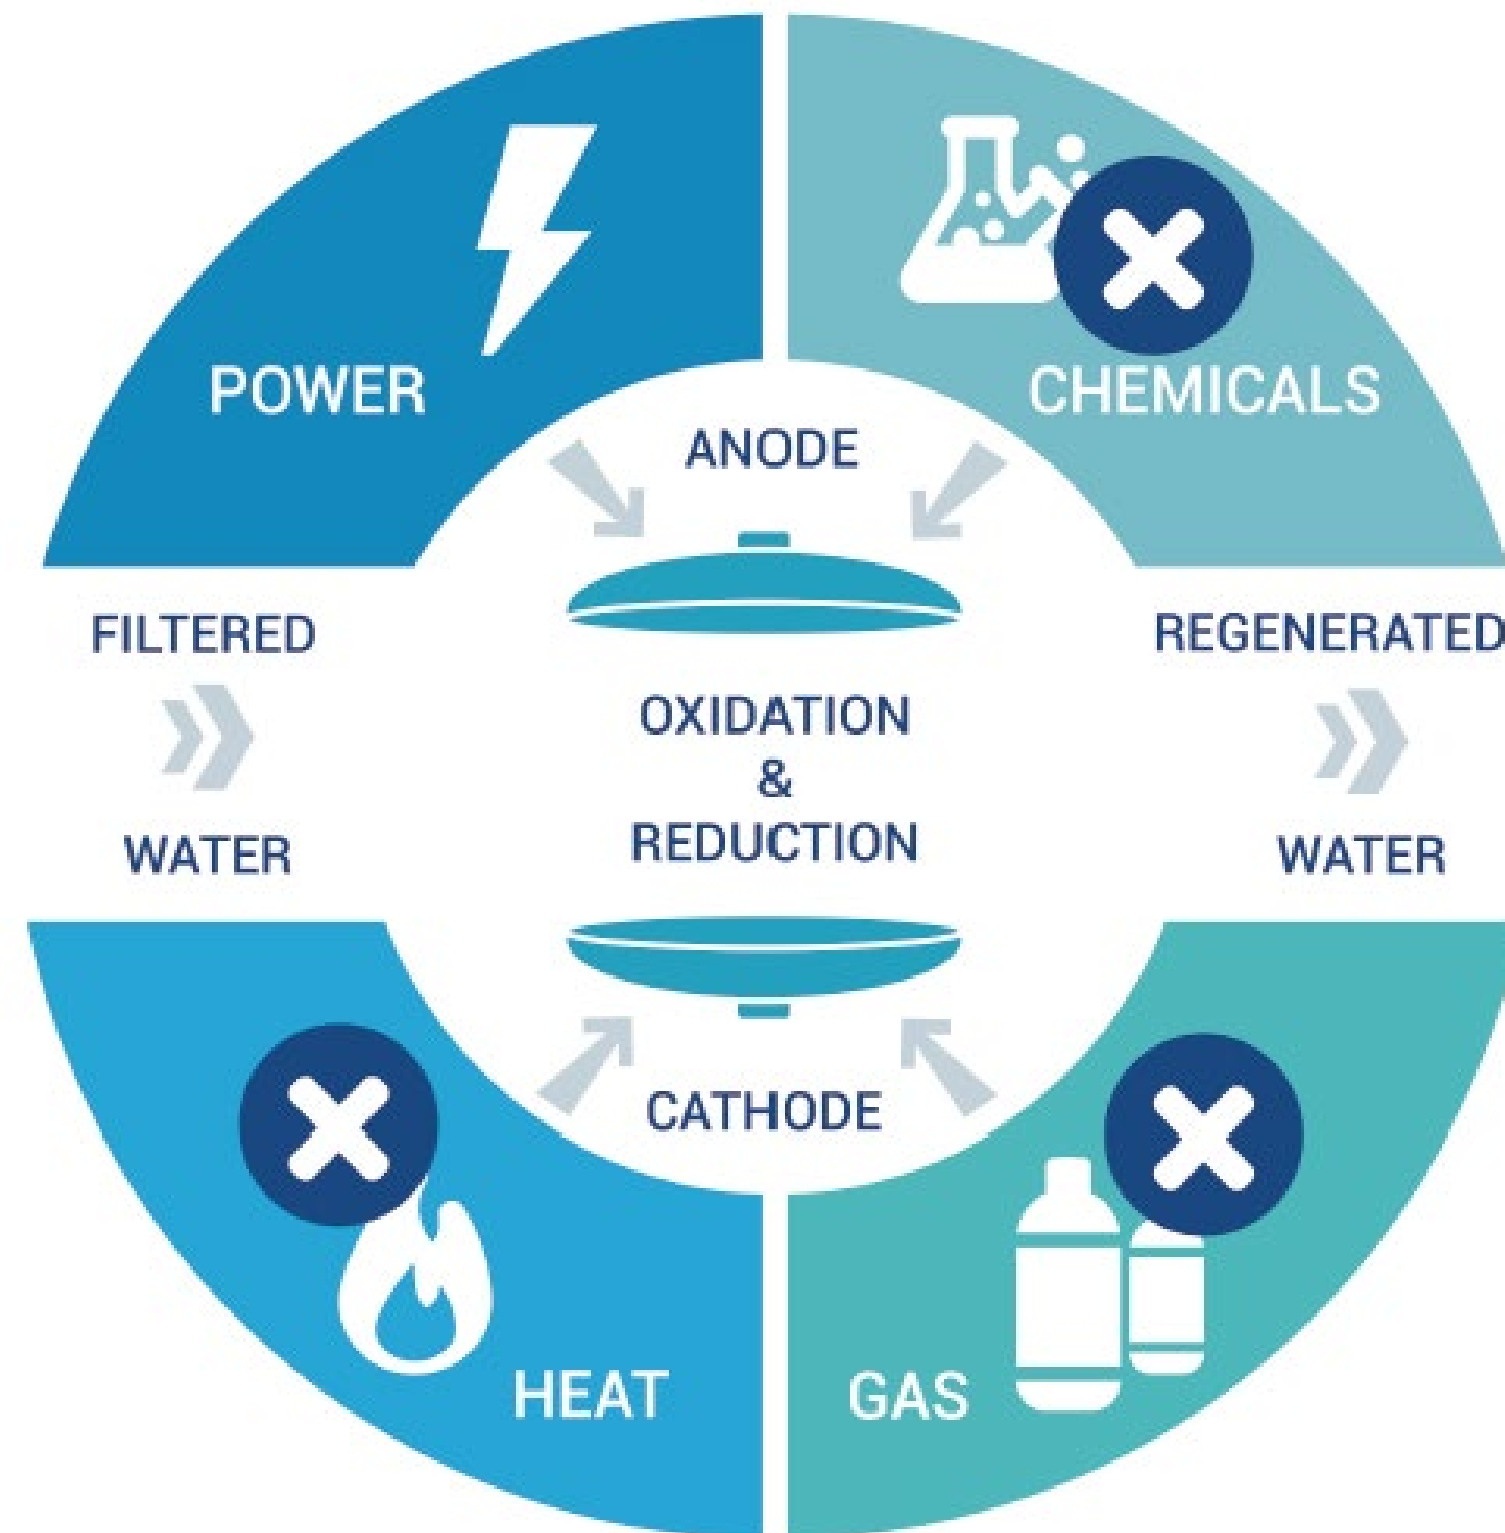 POWER
CHEMICALS
ANODE
FILTERED
WATER
OXIDATION
&
REDUCTION
REGENERATED
WATER
CATHODE
HEAT
GAS